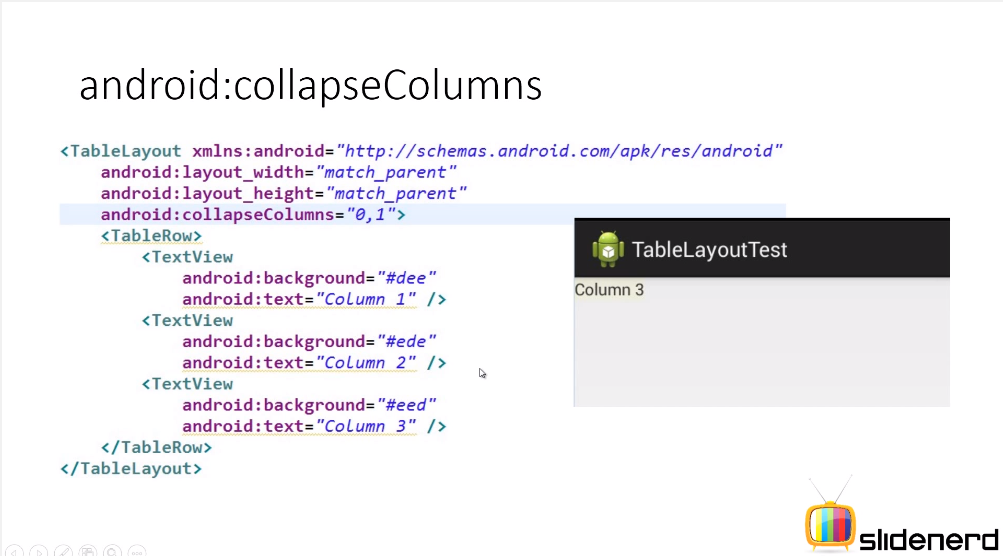 android:collapseColumns
<TableLayout xmlns:android="http://schemas.android.com/apk/res/android"
android:layout_width="match_parent"
android:layout_height="match_parent"
android:collapseColumns="0,1">
<TableRow>
<TextView
android:background="#dee"
android:text="Column 1" />
<TextView
android:background="#ede"
android:text="Column 2" />
<TextView
android:background="#eed"
android:text="Column 3" />
</TableRow>
</TableLayout>
TableLayoutTest
Column 3
slidenerd